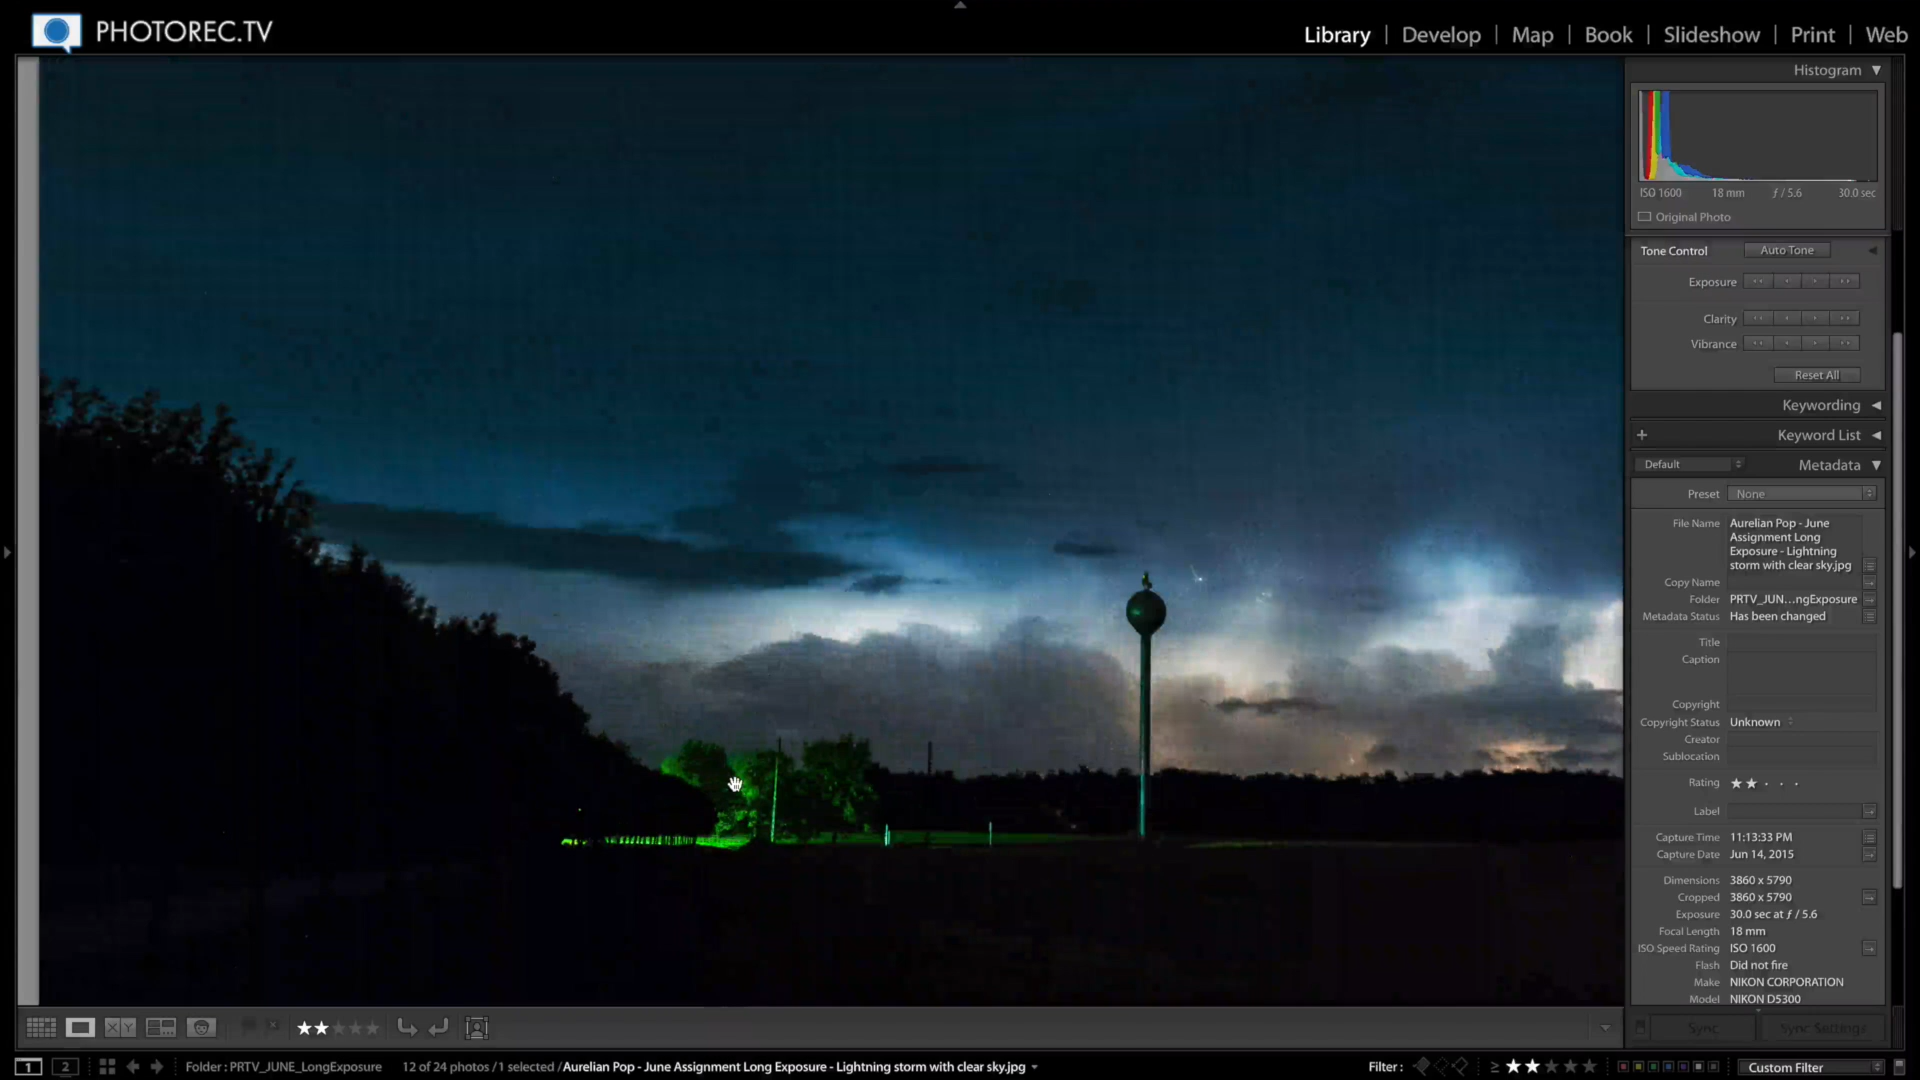 PHOTOREC.TV
Library | Develop | Map | Book | Slideshow | Print | Web
Histogram
ISO 1600 18 mm ƒ / 5.6 30.0 sec
Original Photo
Tone Control Auto Tone
Exposure
Clarity
Vibrance
Reset All
Keywording
+ Keyword List
Default Metadata
Preset None
File Name Aurelian Pop - June
Assignment Long
Exposure - Lightning
storm with clear sky.jpg
Copy Name
Folder PRTV_JUN...ngExposure
Metadata Status Has been changed
Title
Caption
Copyright
Copyright Status Unknown
Creator
Sublocation
Rating
Label
Capture Time 11:13:33 PM
Capture Date Jun 14, 2015
Dimensions 3860 x 5790
Cropped 3860 x 5790
Exposure 30.0 sec at ƒ / 5.6
Focal Length 18 mm
ISO Speed Rating ISO 1600
Flash Did not fire
Make NIKON CORPORATION
Model NIKON D5300
X Y
Sync Sync Settings
1 2 Folder : PRTV_JUNE_LongExposure 12 of 24 photos /1 selected /Aurelian Pop - June Assignment Long Exposure - Lightning storm with clear sky.jpg Filter : ≥ Custom Filter